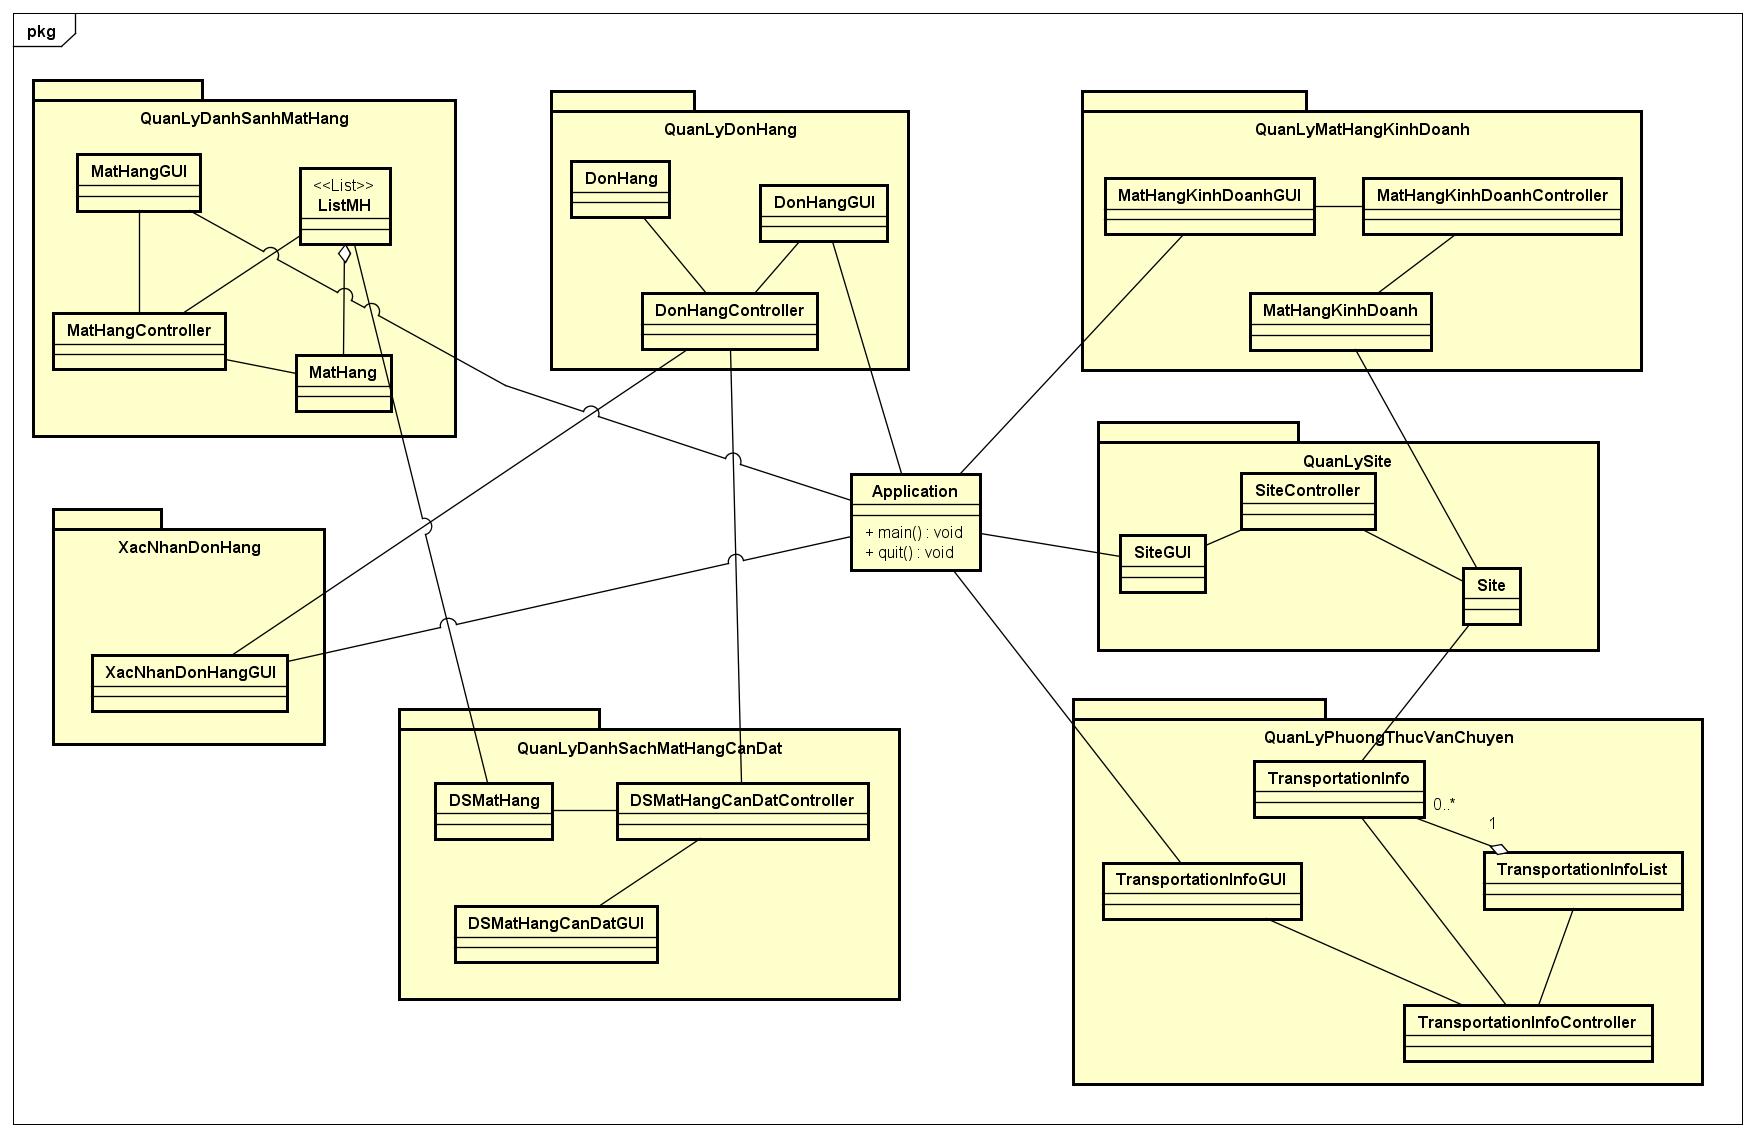 pkg
QuanLyDanhSanhMatHang
MatHangGUI
<<List>>
ListMH
MatHangController
MatHang
QuanLyDonHang
DonHang
DonHangGUI
DonHangController
QuanLyMatHangKinhDoanh
MatHangKinhDoanhGUI
MatHangKinhDoanhController
MatHangKinhDoanh
Application
+ main() : void
+ quit() : void
QuanLySite
SiteController
SiteGUI
Site
XacNhanDonHang
XacNhanDonHangGUI
QuanLyDanhSachMatHangCanDat
DSMatHang
DSMatHangCanDatController
DSMatHangCanDatGUI
QuanLyPhuongThucVanChuyen
TransportationInfo
0..*
1
TransportationInfoGUI
TransportationInfoList
TransportationInfoController